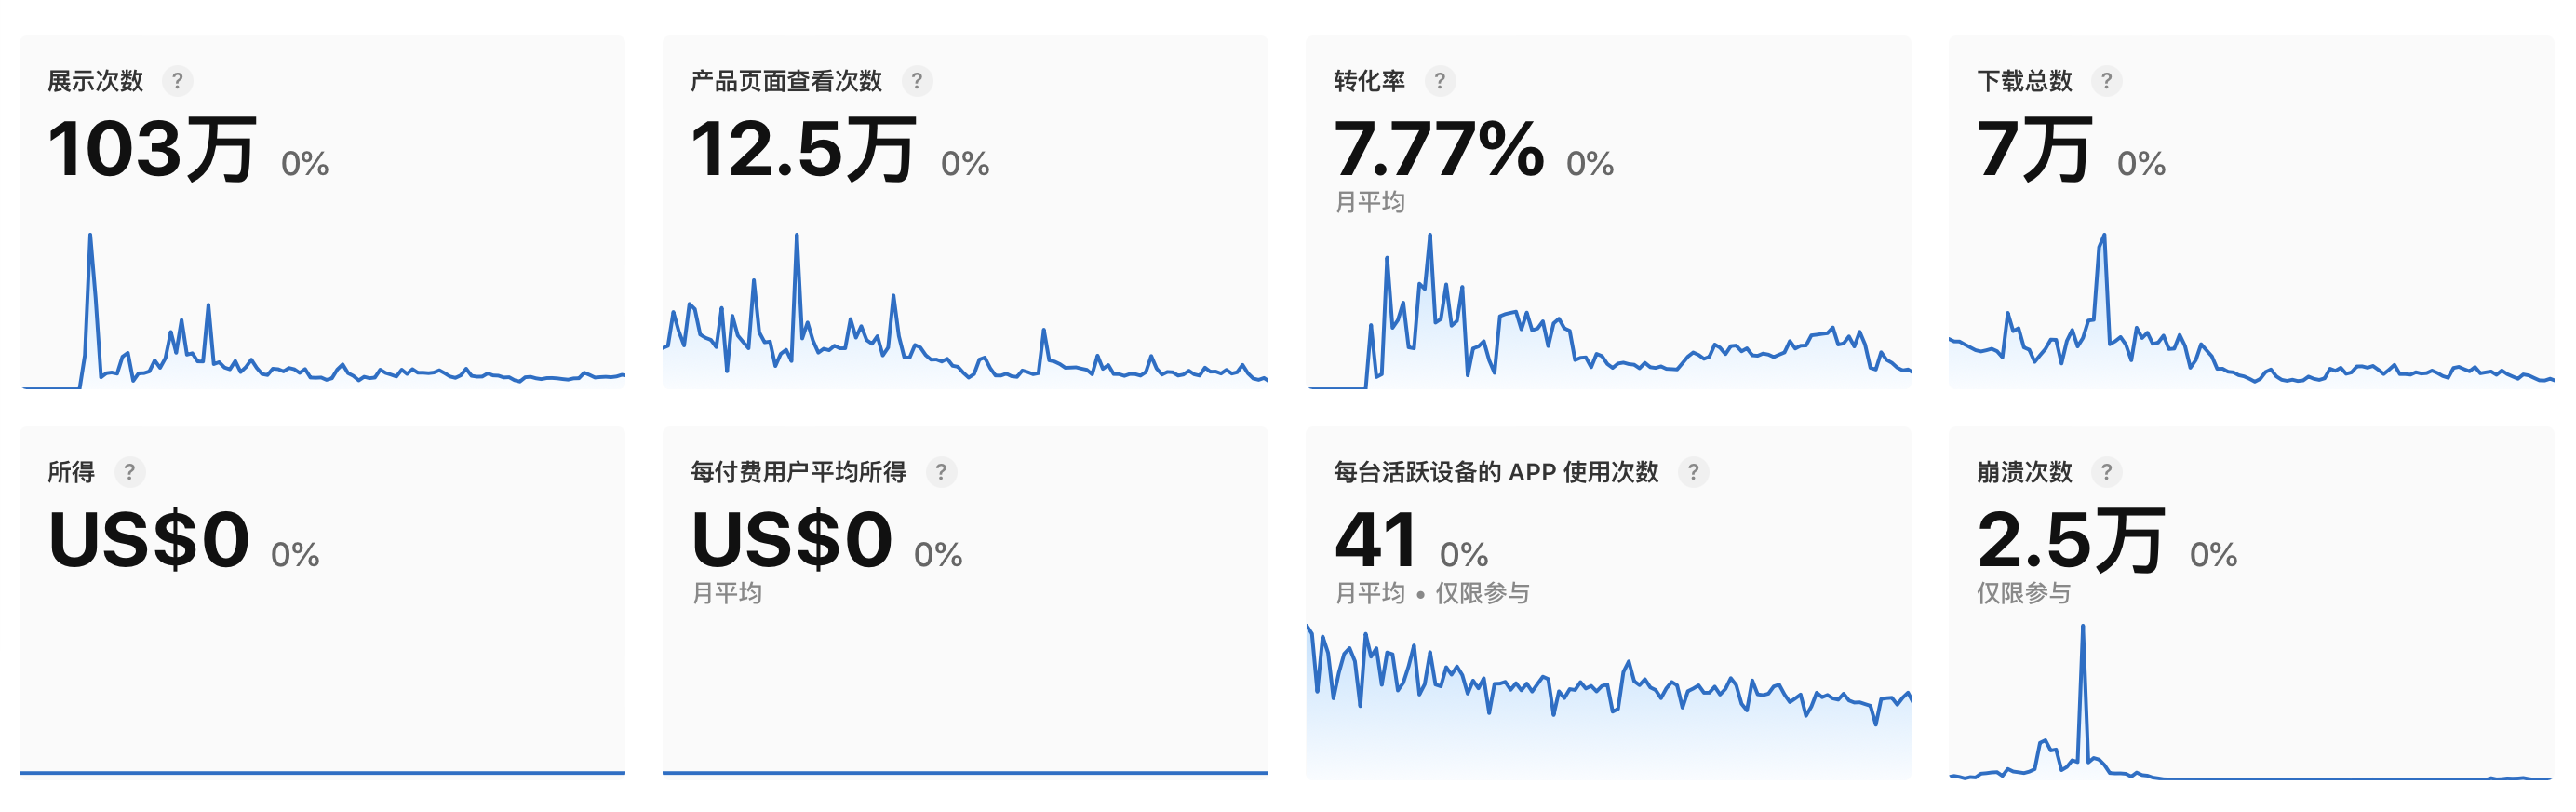 展示次数 ?
103万 0%
产品页面查看次数 ?
12.5万 0%
转化率 ?
7.77% 0%
月平均
下载总数 ?
7万 0%
所得 ?
US$0 0%
每付费用户平均所得 ?
US$0 0%
月平均
每台活跃设备的 APP 使用次数 ?
41 0%
月平均 • 仅限参与
崩溃次数 ?
2.5万 0%
仅限参与